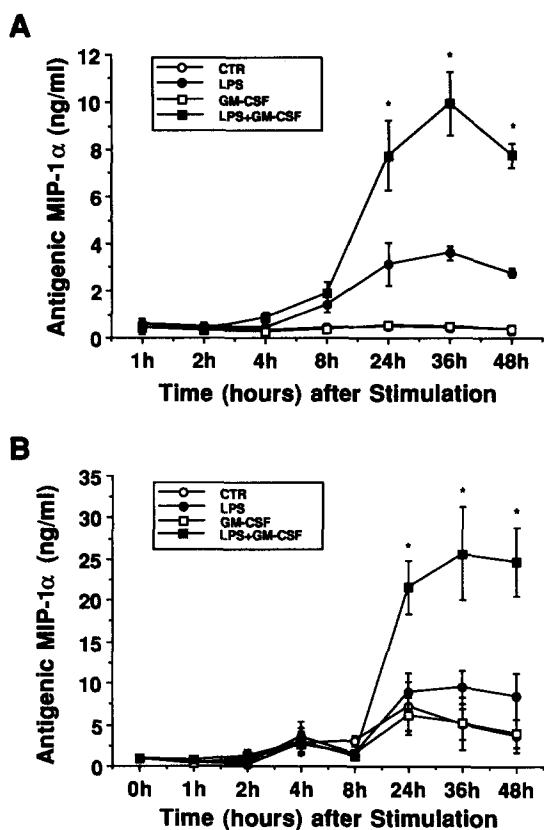 A
Antigenic MIP-1α (ng/ml)
12
10
8
6
4
2
0
CTR
LPS
GM-CSF
LPS+GM-CSF
*
*
*
1h 2h 4h 8h 24h 36h 48h
Time (hours) after Stimulation
B
Antigenic MIP-1α (ng/ml)
35
30
25
20
15
10
5
0
CTR
LPS
GM-CSF
LPS+GM-CSF
*
*
*
0h 1h 2h 4h 8h 24h 36h 48h
Time (hours) after Stimulation